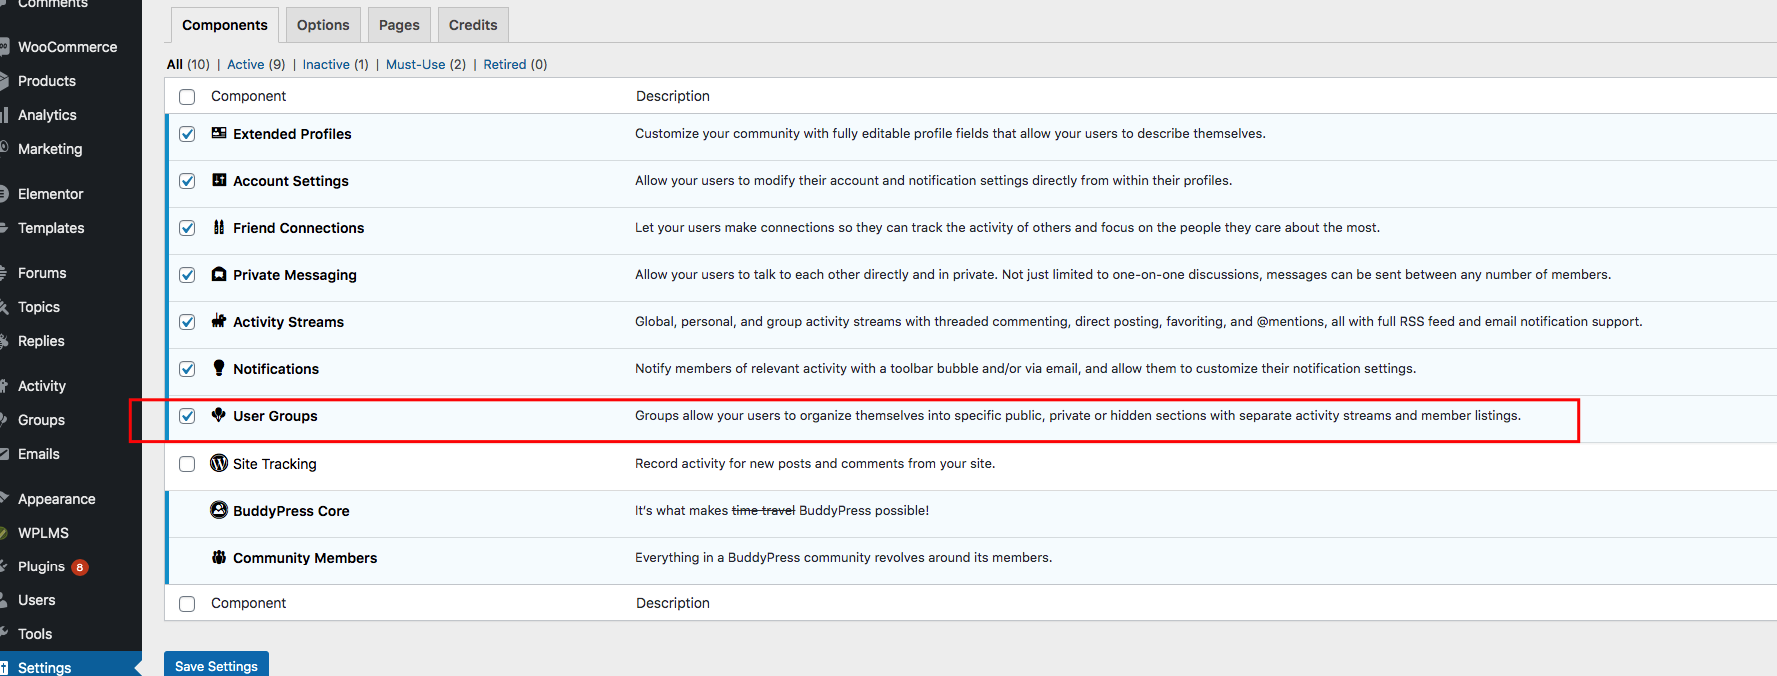 Comments
WooCommerce
Products
Analytics
Marketing
Elementor
Templates
Forums
Topics
Replies
Activity
Groups
Emails
Appearance
WPLMS
Plugins 8
Users
Tools
Settings
Components Options Pages Credits
All (10) | Active (9) | Inactive (1) | Must-Use (2) | Retired (0)
Component Description
Extended Profiles Customize your community with fully editable profile fields that allow your users to describe themselves.
Account Settings Allow your users to modify their account and notification settings directly from within their profiles.
Friend Connections Let your users make connections so they can track the activity of others and focus on the people they care about the most.
Private Messaging Allow your users to talk to each other directly and in private. Not just limited to one-on-one discussions, messages can be sent between any number of members.
Activity Streams Global, personal, and group activity streams with threaded commenting, direct posting, favoriting, and @mentions, all with full RSS feed and email notification support.
Notifications Notify members of relevant activity with a toolbar bubble and/or via email, and allow them to customize their notification settings.
User Groups Groups allow your users to organize themselves into specific public, private or hidden sections with separate activity streams and member listings.
Site Tracking Record activity for new posts and comments from your site.
BuddyPress Core It's what makes time travel BuddyPress possible!
Community Members Everything in a BuddyPress community revolves around its members.
Component Description
Save Settings